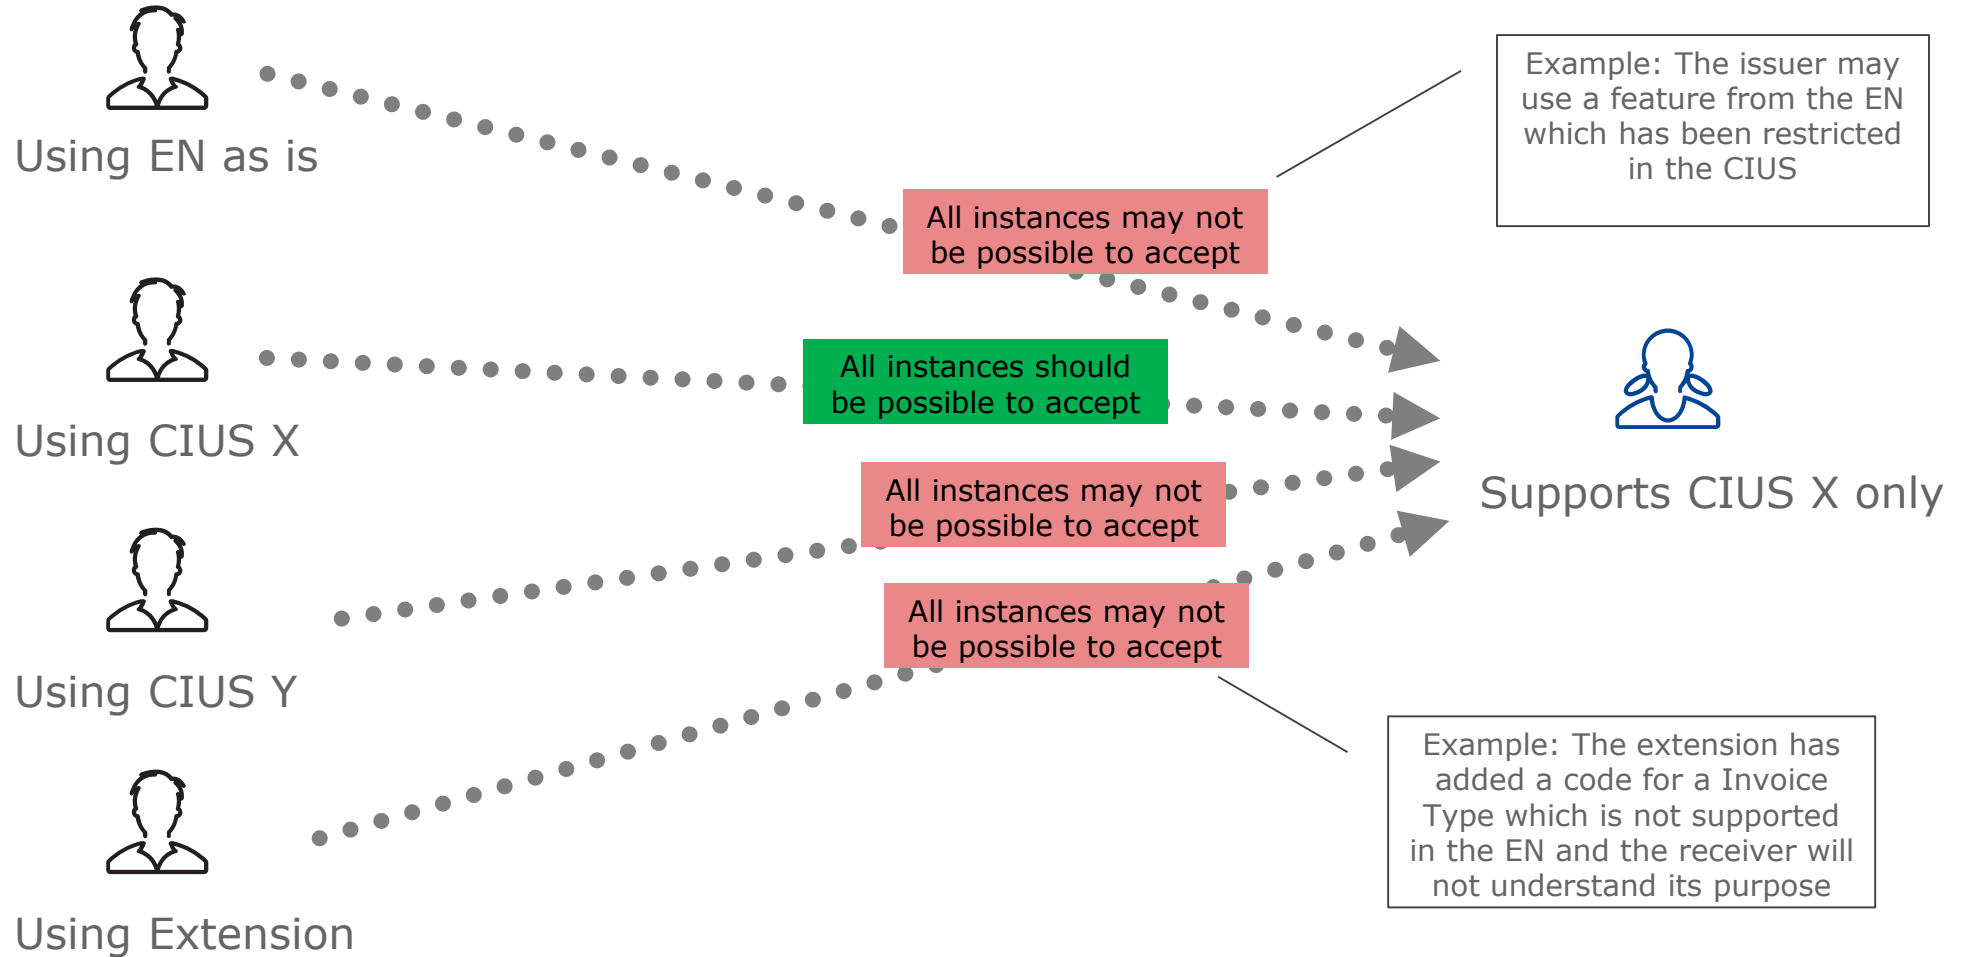 Using EN as is
Example: The issuer may
use a feature from the EN
which has been restricted
in the CIUS
All instances may not
be possible to accept
Using CIUS X
All instances should
be possible to accept
Supports CIUS X only
Using CIUS Y
All instances may not
be possible to accept
Using Extension
All instances may not
be possible to accept
Example: The extension has
added a code for a Invoice
Type which is not supported
in the EN and the receiver will
not understand its purpose